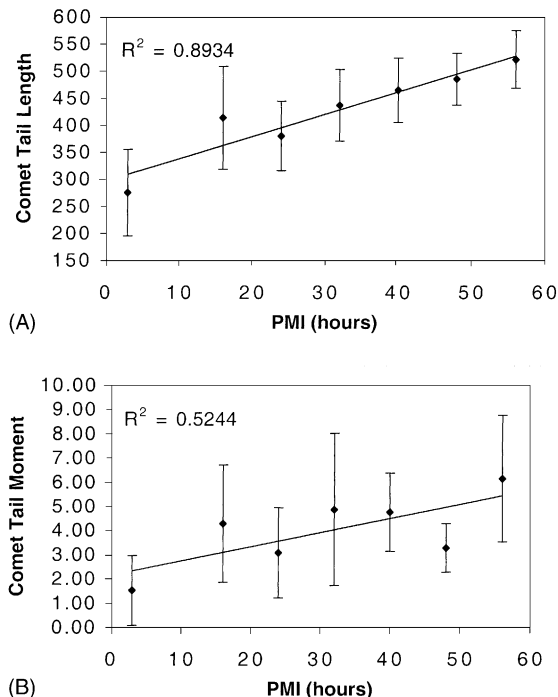 600
550
500
450
400
350
300
250
200
150
R² = 0.8934
Comet Tail Length
0 10 20 30 40 50 60
PMI (hours)
(A)
10.00
9.00
8.00
7.00
6.00
5.00
4.00
3.00
2.00
1.00
0.00
R² = 0.5244
Comet Tail Moment
0 10 20 30 40 50 60
PMI (hours)
(B)